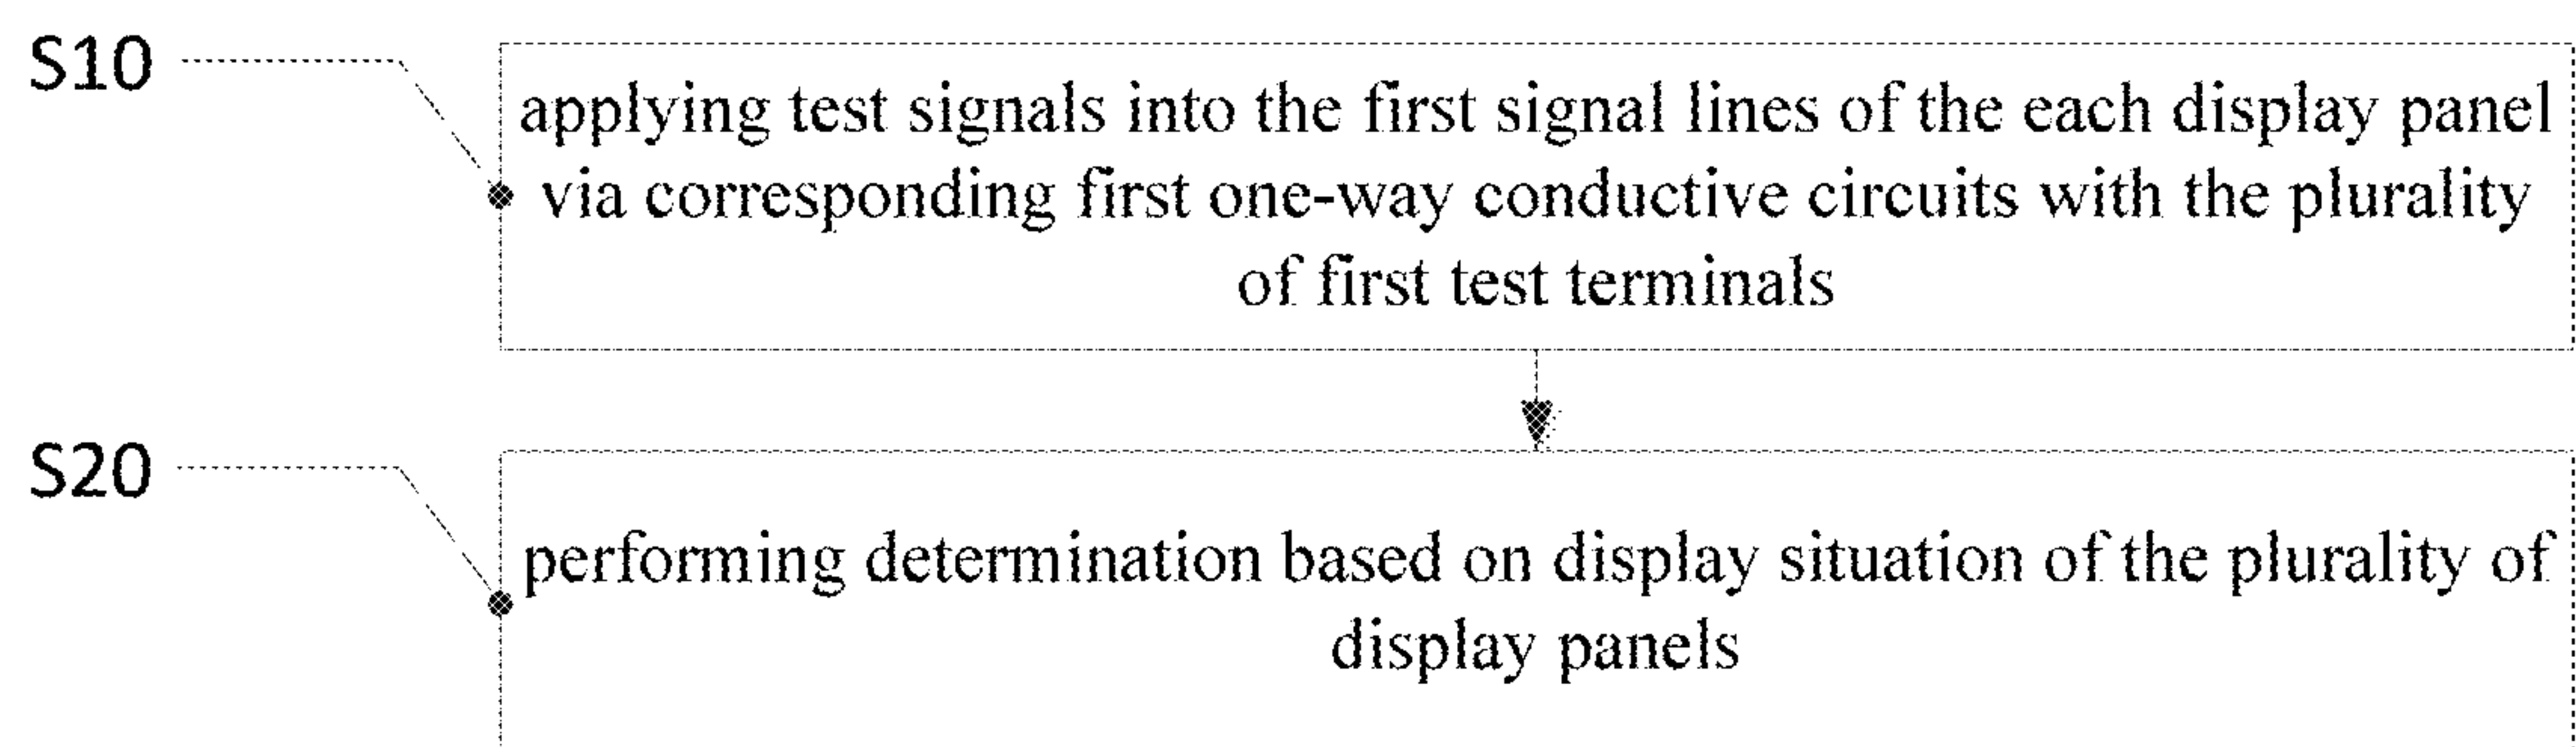 S10
applying test signals into the first signal lines of the each display panel
via corresponding first one-way conductive circuits with the plurality
of first test terminals
S20
performing determination based on display situation of the plurality of
display panels